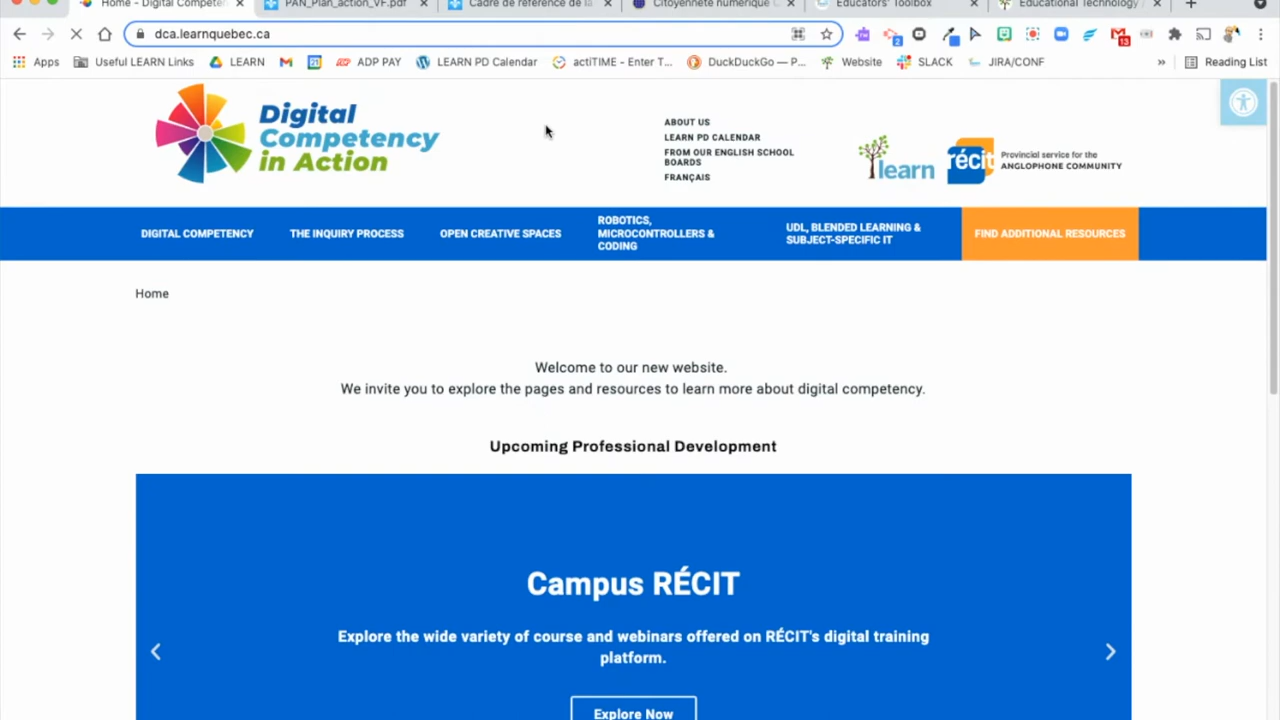 Home - Digital Competen
PAN_Plan_action_VF.pdf
Cadre de référence de la
Citoyenneté numérique
Educators' Toolbox
Educational Technology /
dca.learnquebec.ca
2
13
Apps
Useful LEARN Links
LEARN
ADP PAY
LEARN PD Calendar
actiTIME - Enter T...
DuckDuckGo — P...
Website
SLACK
JIRA/CONF
»
Reading List
Digital
Competency
in Action
ABOUT US
LEARN PD CALENDAR
FROM OUR ENGLISH SCHOOL
BOARDS
FRANÇAIS
learn
récit
Provincial service for the
ANGLOPHONE COMMUNITY
DIGITAL COMPETENCY
THE INQUIRY PROCESS
OPEN CREATIVE SPACES
ROBOTICS,
MICROCONTROLLERS &
CODING
UDL, BLENDED LEARNING &
SUBJECT-SPECIFIC IT
FIND ADDITIONAL RESOURCES
Home
Welcome to our new website.
We invite you to explore the pages and resources to learn more about digital competency.
Upcoming Professional Development
Campus RÉCIT
Explore the wide variety of course and webinars offered on RÉCIT's digital training
platform.
Explore Now